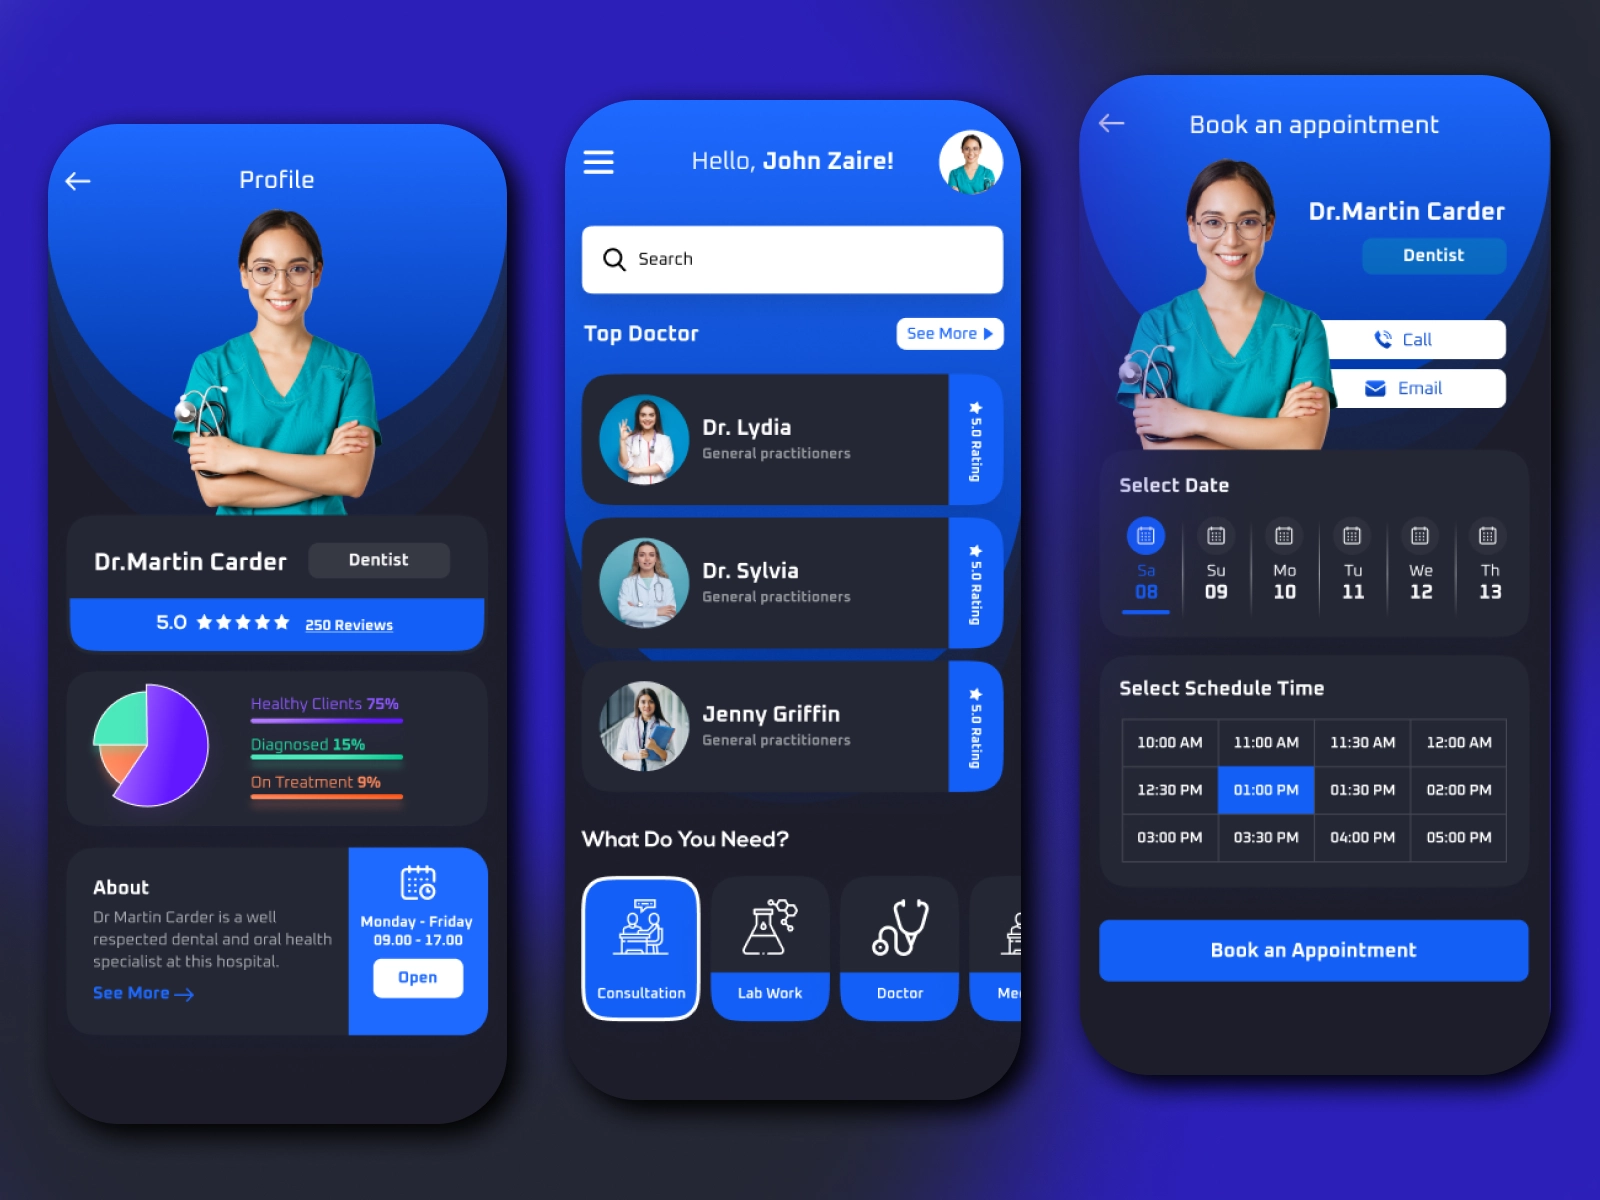 Profile
Dr.Martin Carder
Dentist
5.0
250 Reviews
Healthy Clients 75%
Diagnosed 15%
On Treatment 9%
About
Dr Martin Carder is a well
respected dental and oral health
specialist at this hospital.
See More
Monday - Friday
09.00 - 17.00
Open
Hello, John Zaire!
Search
Top Doctor
See More
Dr. Lydia
General practitioners
5.0 Rating
Dr. Sylvia
General practitioners
5.0 Rating
Jenny Griffin
General practitioners
5.0 Rating
What Do You Need?
Consultation
Lab Work
Doctor
Book an appointment
Dr.Martin Carder
Dentist
Call
Email
Select Date
Sa Su Mo Tu We Th
08 09 10 11 12 13
Select Schedule Time
10:00 AM 11:00 AM 11:30 AM 12:00 AM
12:30 PM 01:00 PM 01:30 PM 02:00 PM
03:00 PM 03:30 PM 04:00 PM 05:00 PM
Book an Appointment